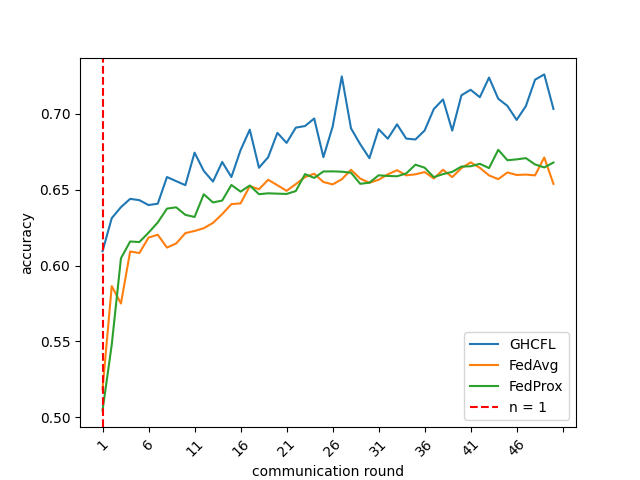 accuracy
0.70
0.65
0.60
0.55
0.50
GHCFL
FedAvg
FedProx
n = 1
1
6
11
16
21
26
31
36
41
46
communication round